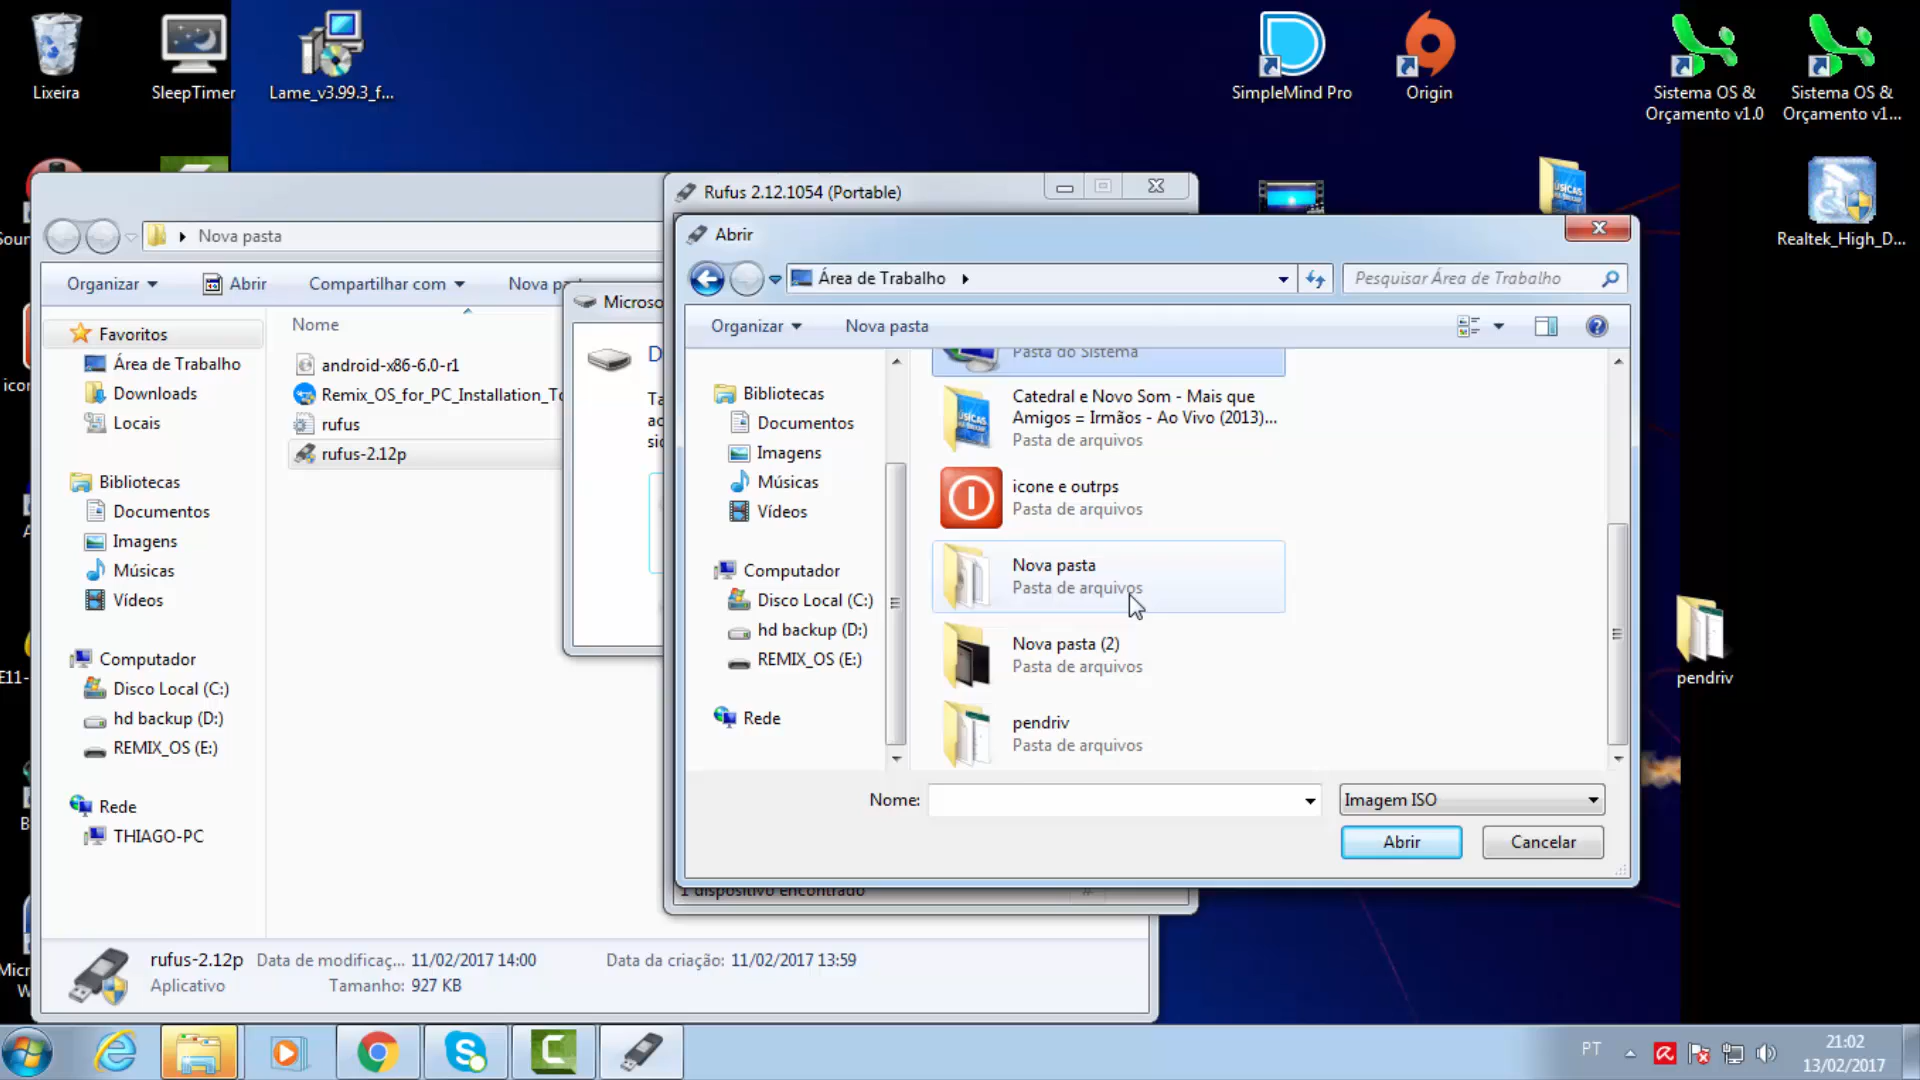 Lixeira
SleepTimer
Lame_v3.99.3_f...
SimpleMind Pro
Origin
Sistema OS &
Orçamento v1.0
Sistema OS &
Orçamento v1...
Realtek_High_D...
pendriv
Nova pasta
Organizar
Abrir
Compartilhar com
Nova pa
Nome
Favoritos
Área de Trabalho
Downloads
Locais
Bibliotecas
Documentos
Imagens
Músicas
Vídeos
Computador
Disco Local (C:)
hd backup (D:)
REMIX_OS (E:)
Rede
THIAGO-PC
android-x86-6.0-r1
Remix_OS_for_PC_Installation_To
rufus
rufus-2.12p
rufus-2.12p
Data de modificaç... 11/02/2017 14:00
Data da criação: 11/02/2017 13:59
Aplicativo
Tamanho: 927 KB
Microso
Rufus 2.12.1054 (Portable)
1 dispositivo encontrado
#
Abrir
Área de Trabalho
Pesquisar Área de Trabalho
Organizar
Nova pasta
Bibliotecas
Documentos
Imagens
Músicas
Vídeos
Computador
Disco Local (C:)
hd backup (D:)
REMIX_OS (E:)
Rede
Pasta do Sistema
Catedral e Novo Som - Mais que
Amigos = Irmãos - Ao Vivo (2013)...
Pasta de arquivos
icone e outrps
Pasta de arquivos
Nova pasta
Pasta de arquivos
Nova pasta (2)
Pasta de arquivos
pendriv
Pasta de arquivos
Nome:
Imagem ISO
Abrir
Cancelar
PT
21:02
13/02/2017